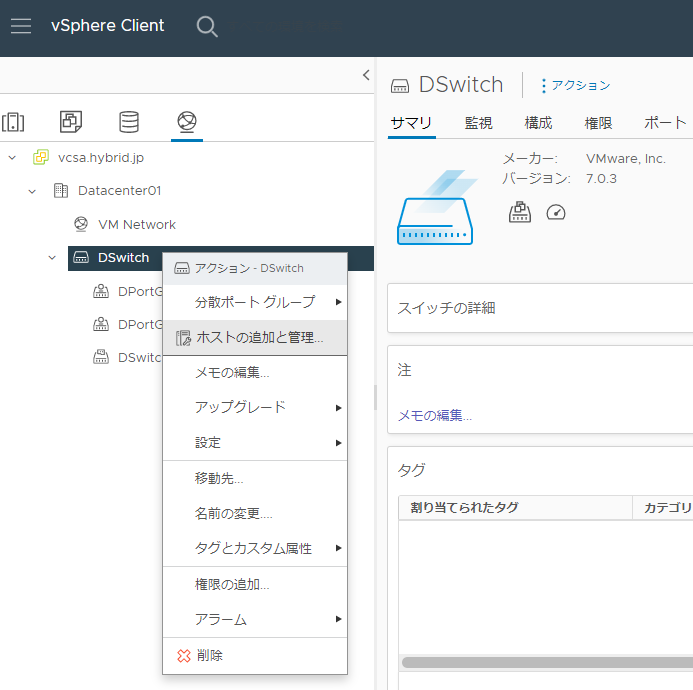 vSphere Client
DSwitch
アクション
サマリ
監視
構成
権限
ポート
vcsa.hybrid.jp
メーカー:
VMware, Inc.
バージョン:
7.0.3
Datacenter01
VM Network
DSwitch
アクション - DSwitch
DPortG
分散ポート グループ
DPortG
ホストの追加と管理...
DSwitc
メモの編集...
アップグレード
設定
移動先...
名前の変更....
タグとカスタム属性
権限の追加...
アラーム
削除
スイッチの詳細
注
メモの編集...
タグ
割り当てられたタグ
カテゴリ